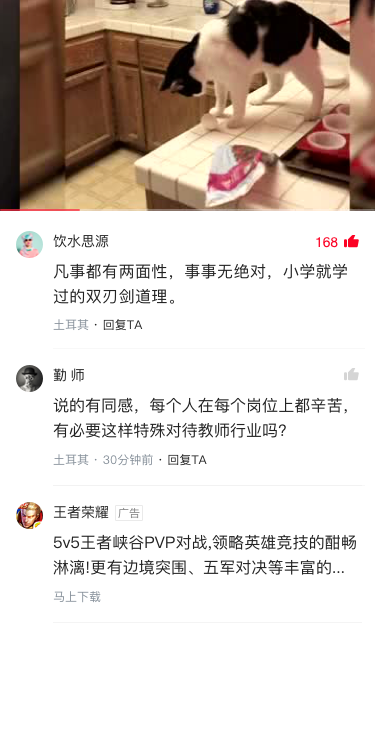 饮水思源
168
凡事都有两面性，事事无绝对，小学就学
过的双刃剑道理。
土耳其 · 回复TA
勤 师
说的有同感，每个人在每个岗位上都辛苦，
有必要这样特殊对待教师行业吗?
土耳其 · 30分钟前 · 回复TA
王者荣耀 广告
5v5王者峡谷PVP对战,领略英雄竞技的酣畅
淋漓!更有边境突围、五军对决等丰富的...
马上下载